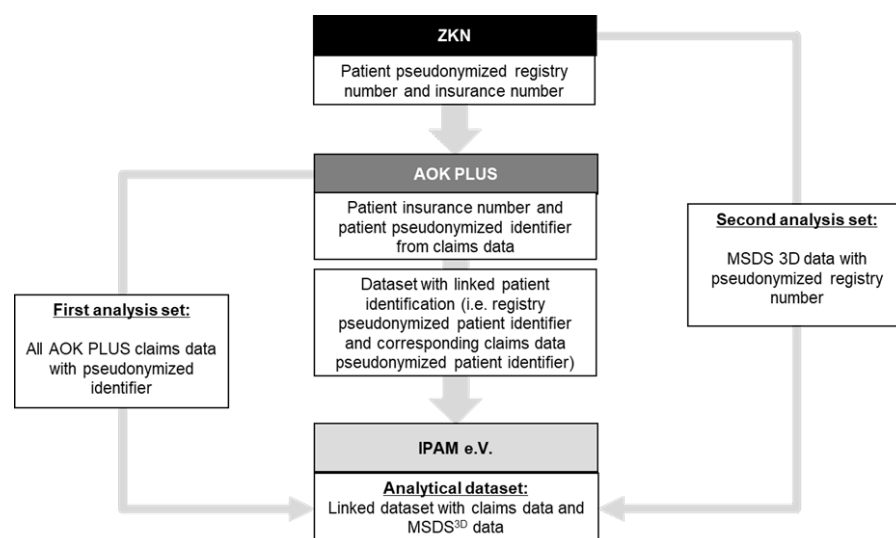 ZKN
Patient pseudonymized registry
number and insurance number
AOK PLUS
Patient insurance number and
patient pseudonymized identifier
from claims data
Dataset with linked patient
identification (i.e. registry
pseudonymized patient identifier
and corresponding claims data
pseudonymized patient identifier)
First analysis set:
All AOK PLUS claims data
with pseudonymized
identifier
Second analysis set:
MSDS 3D data with
pseudonymized registry
number
IPAM e.V.
Analytical dataset:
Linked dataset with claims data and
MSDS3D data